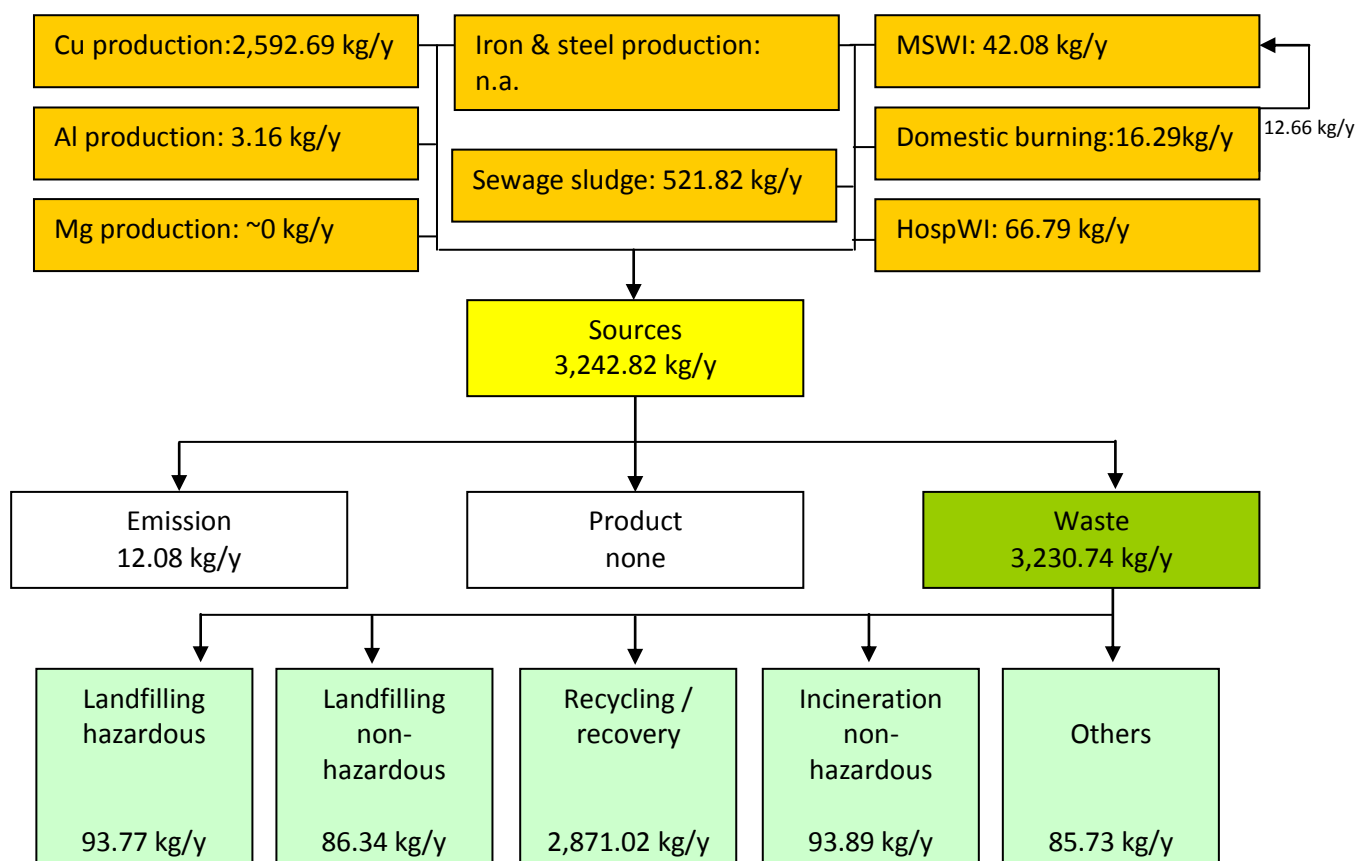 Cu production:2,592.69 kg/y
Iron & steel production:
n.a.
MSWI: 42.08 kg/y
Al production: 3.16 kg/y
Sewage sludge: 521.82 kg/y
Domestic burning:16.29kg/y
12.66 kg/y
Mg production: ~0 kg/y
HospWI: 66.79 kg/y
Sources
3,242.82 kg/y
Emission
12.08 kg/y
Product
none
Waste
3,230.74 kg/y
Landfilling
hazardous
93.77 kg/y
Landfilling
non-
hazardous
86.34 kg/y
Recycling /
recovery
2,871.02 kg/y
Incineration
non-
hazardous
93.89 kg/y
Others
85.73 kg/y